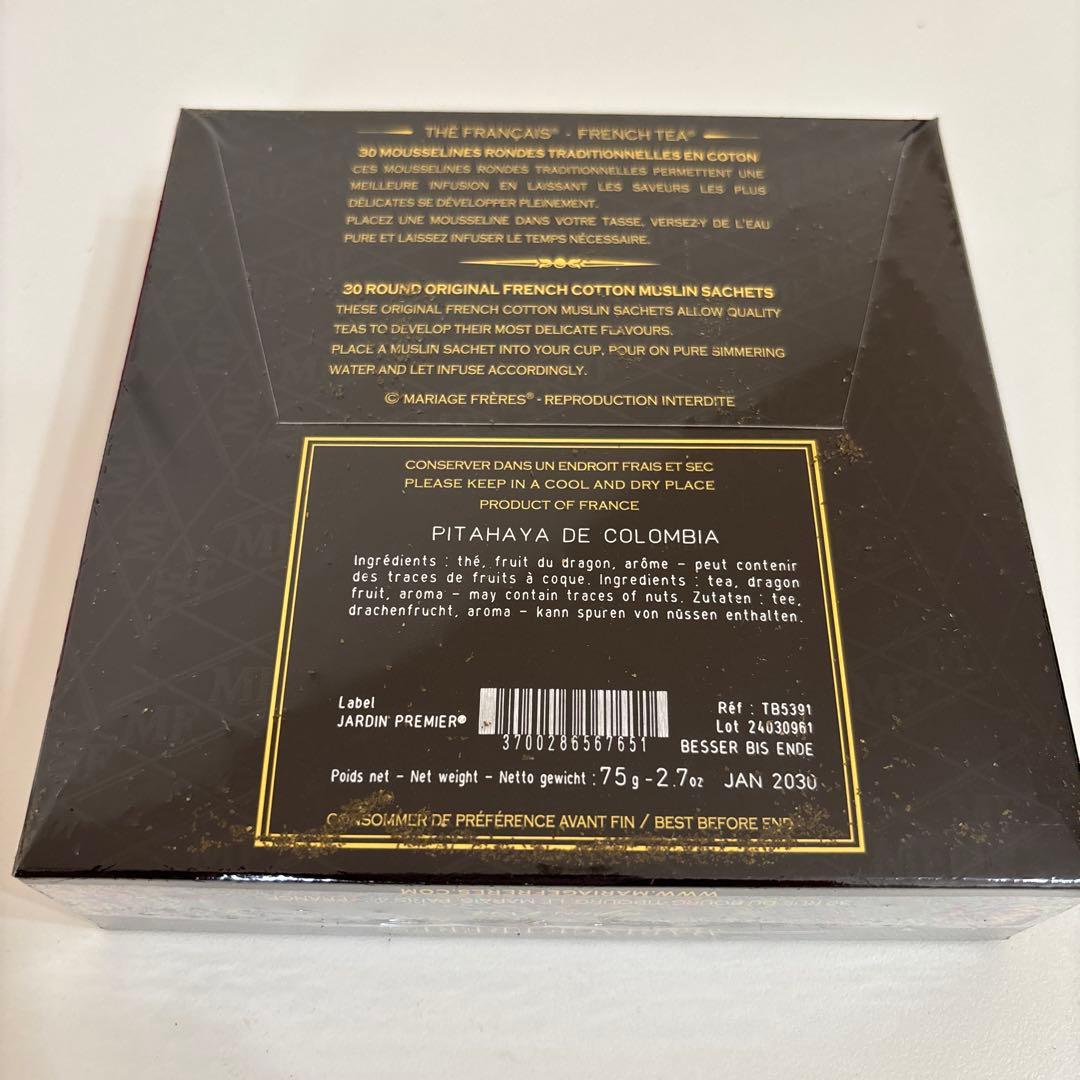 THÉ FRANÇAIS® - FRENCH TEA®
30 MOUSSELINES RONDES TRADITIONNELLES EN COTON
CES MOUSSELINES RONDES TRADITIONNELLES PERMETTENT UNE
MEILLEURE INFUSION EN LAISSANT LES SAVEURS LES PLUS
DÉLICATES SE DÉVELOPPER PLEINEMENT.
PLACEZ UNE MOUSSELINE DANS VOTRE TASSE, VERSEZ-Y DE L'EAU
PURE ET LAISSEZ INFUSER LE TEMPS NÉCESSAIRE.
30 ROUND ORIGINAL FRENCH COTTON MUSLIN SACHETS
THESE ORIGINAL FRENCH COTTON MUSLIN SACHETS ALLOW QUALITY
TEAS TO DEVELOP THEIR MOST DELICATE FLAVOURS.
PLACE A MUSLIN SACHET INTO YOUR CUP, POUR ON PURE SIMMERING
WATER AND LET INFUSE ACCORDINGLY.
© MARIAGE FRÈRES® - REPRODUCTION INTERDITE
CONSERVER DANS UN ENDROIT FRAIS ET SEC
PLEASE KEEP IN A COOL AND DRY PLACE
PRODUCT OF FRANCE
PITAHAYA DE COLOMBIA
Ingrédients : thé, fruit du dragon, arôme - peut contenir
des traces de fruits à coque. Ingredients : tea, dragon
fruit, aroma - may contain traces of nuts. Zutaten : tee,
drachenfrucht, aroma - kann spuren von nüssen enthalten.
Label
JARDIN PREMIER®
3700286567651
Réf : TB5391
Lot 24030961
BESSER BIS ENDE
Poids net - Net weight - Netto gewicht : 75 g - 2.7oz JAN 2030
CONSOMMER DE PRÉFÉRENCE AVANT FIN / BEST BEFORE END
WWW.MARIAGEFRERES.COM